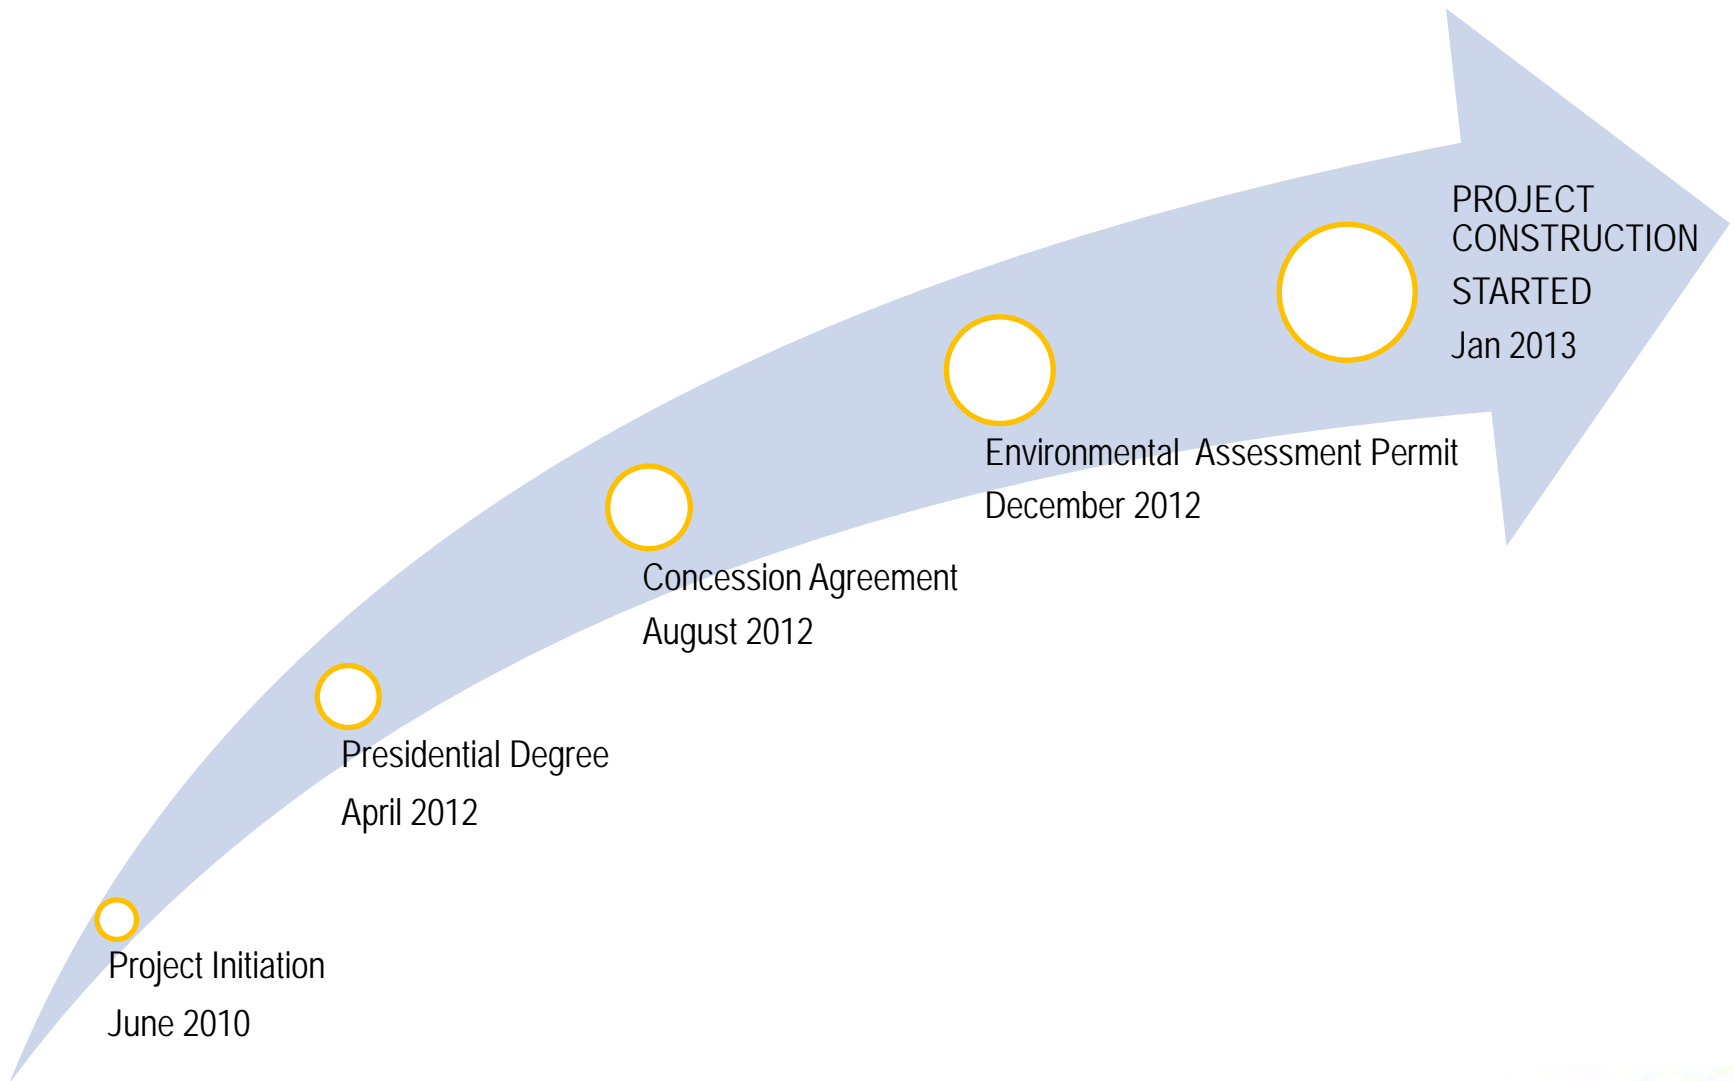 PROJECT
CONSTRUCTION
STARTED
Jan 2013
Environmental Assessment Permit
December 2012
Concession Agreement
August 2012
Presidential Degree
April 2012
Project Initiation
June 2010